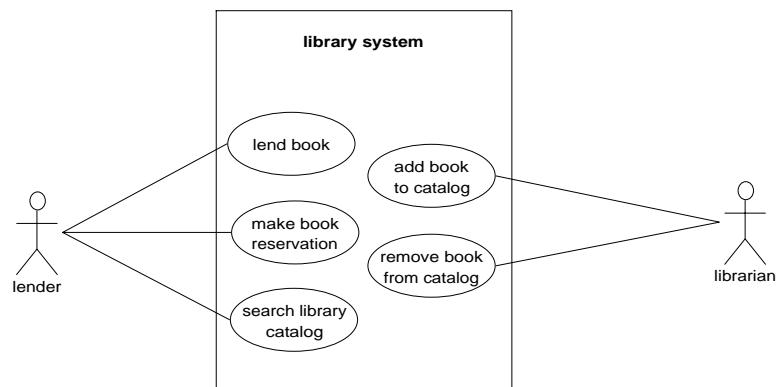 library system
lend book
add book
to catalog
make book
reservation
remove book
from catalog
search library
catalog
lender
librarian